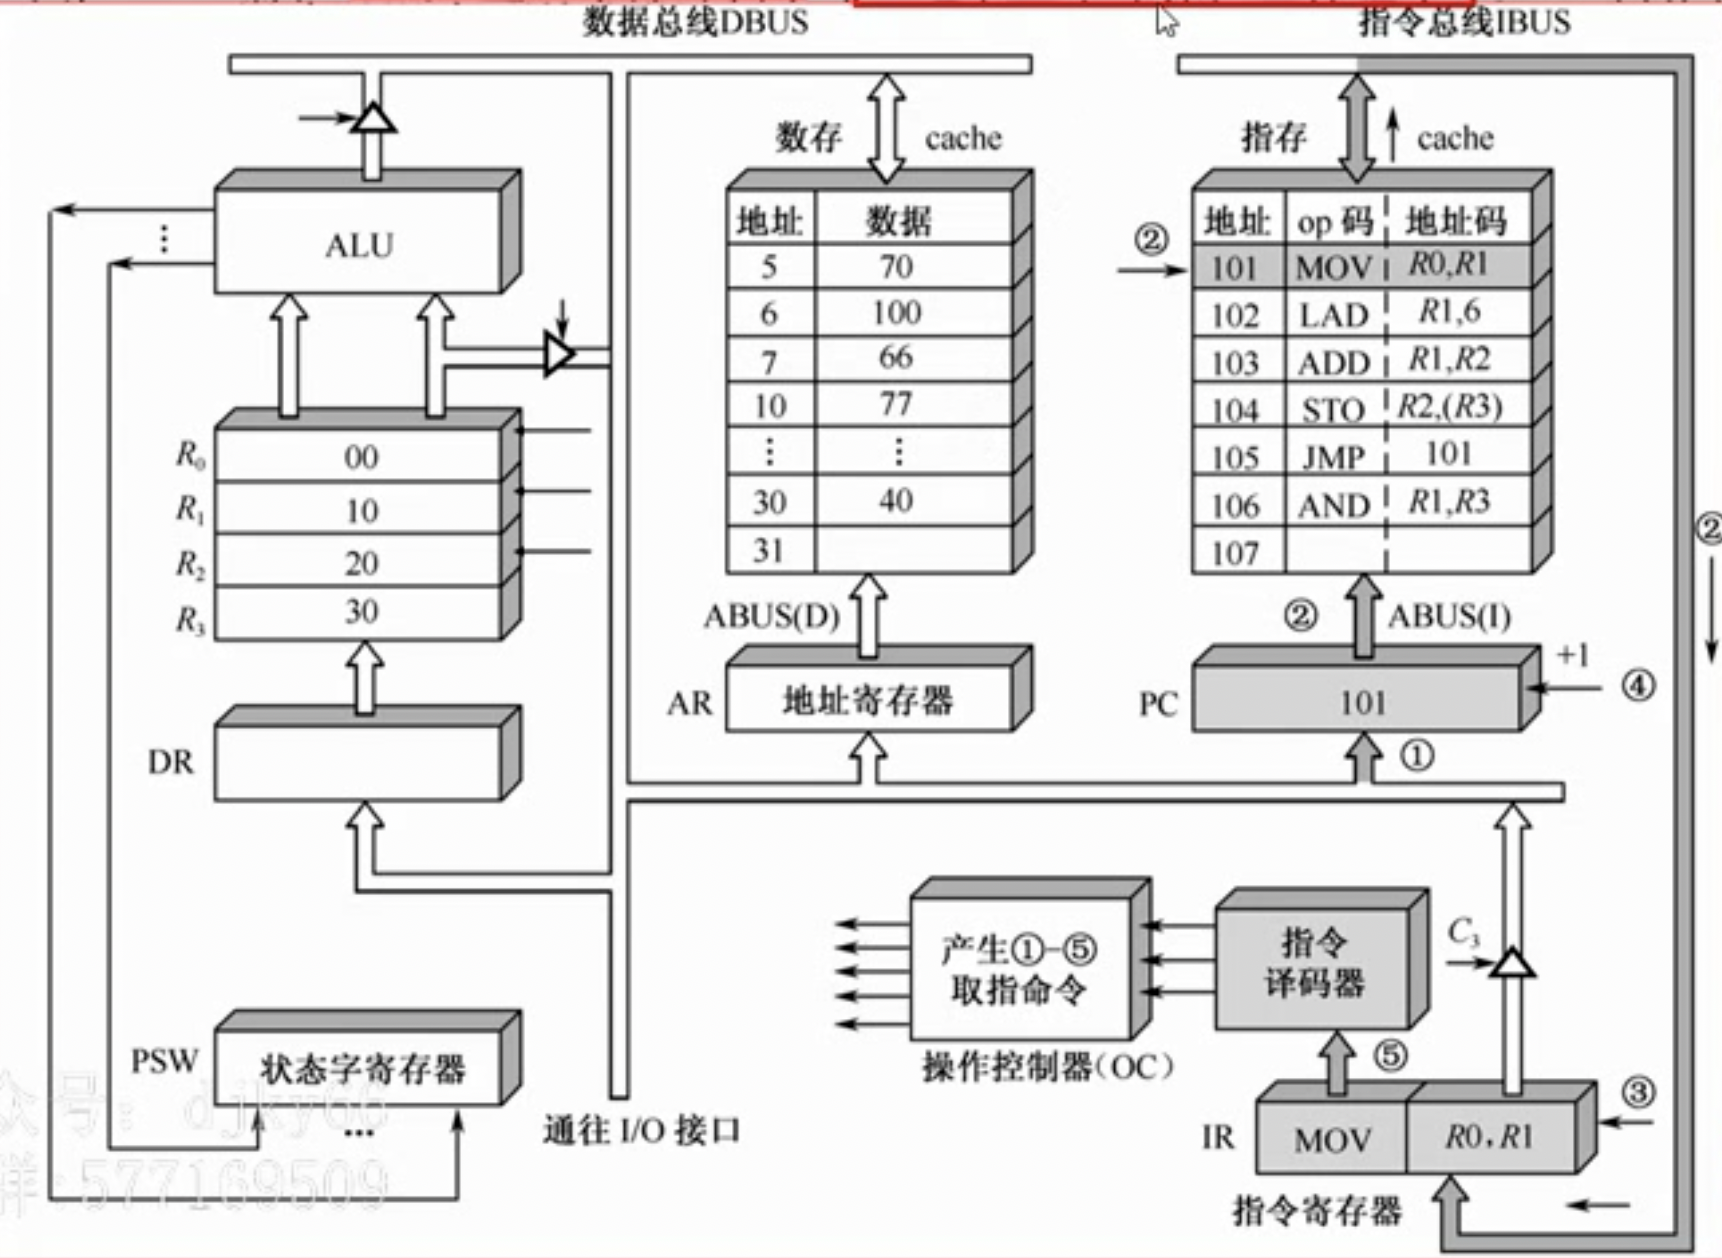 数据总线DBUS
指令总线IBUS
数存 cache
指存 cache
ALU
地址 数据
5 70
6 100
7 66
10 77
⋮ ⋮
30 40
31
②
地址 op 码 地址码
101 MOV R0,R1
102 LAD R1,6
103 ADD R1,R2
104 STO R2,(R3)
105 JMP 101
106 AND R1,R3
107
②
R₀ 00
R₁ 10
R₂ 20
R₃ 30
ABUS(D)
② ABUS(I)
+1
AR 地址寄存器
PC 101
④
①
DR
产生①-⑤
取指命令
操作控制器(OC)
指令
译码器
C₃
⑤
③
PSW 状态字寄存器
...
通往 I/O 接口
IR MOV R0,R1
指令寄存器
众号: djky66
群:577169509